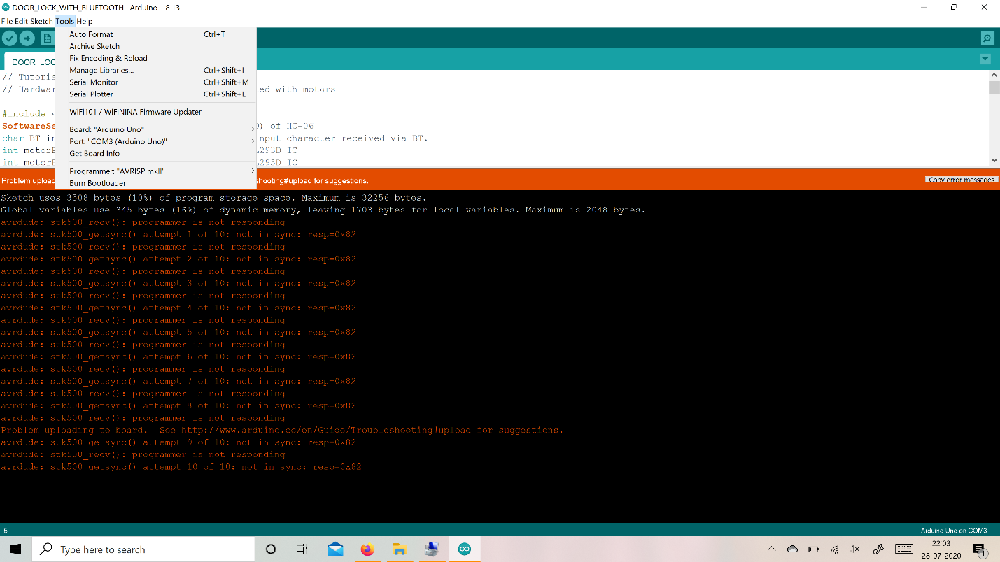 DOOR_LOCK_WITH_BLUETOOTH | Arduino 1.8.13
File Edit Sketch Tools Help
Auto Format Ctrl+T
Archive Sketch
Fix Encoding & Reload
Manage Libraries... Ctrl+Shift+I
Serial Monitor Ctrl+Shift+M
Serial Plotter Ctrl+Shift+L
WiFi101 / WiFiNINA Firmware Updater
Board: "Arduino Uno"
Port: "COM3 (Arduino Uno)"
Get Board Info
Programmer: "AVRISP mkII"
Burn Bootloader
DOOR_LOC
// Tutoria
// Hardwar ed with motors
#include <
SoftwareSe ) of HC-06
char BT in nput character received via BT.
int motor L293D IC
int motor L293D IC
Problem upload shooting#upload for suggestions.
Copy error messages
Sketch uses 3508 bytes (10%) of program storage space. Maximum is 32256 bytes.
Global variables use 345 bytes (16%) of dynamic memory, leaving 1703 bytes for local variables. Maximum is 2048 bytes.
avrdude: stk500_recv(): programmer is not responding
avrdude: stk500_getsync() attempt 1 of 10: not in sync: resp=0x82
avrdude: stk500_recv(): programmer is not responding
avrdude: stk500_getsync() attempt 2 of 10: not in sync: resp=0x82
avrdude: stk500_recv(): programmer is not responding
avrdude: stk500_getsync() attempt 3 of 10: not in sync: resp=0x82
avrdude: stk500_recv(): programmer is not responding
avrdude: stk500_getsync() attempt 4 of 10: not in sync: resp=0x82
avrdude: stk500_recv(): programmer is not responding
avrdude: stk500_getsync() attempt 5 of 10: not in sync: resp=0x82
avrdude: stk500_recv(): programmer is not responding
avrdude: stk500_getsync() attempt 6 of 10: not in sync: resp=0x82
avrdude: stk500_recv(): programmer is not responding
avrdude: stk500_getsync() attempt 7 of 10: not in sync: resp=0x82
avrdude: stk500_recv(): programmer is not responding
avrdude: stk500_getsync() attempt 8 of 10: not in sync: resp=0x82
avrdude: stk500_recv(): programmer is not responding
Problem uploading to board.  See http://www.arduino.cc/en/Guide/Troubleshooting#upload for suggestions.
avrdude: stk500_getsync() attempt 9 of 10: not in sync: resp=0x82
avrdude: stk500_recv(): programmer is not responding
avrdude: stk500_getsync() attempt 10 of 10: not in sync: resp=0x82
5 Arduino Uno on COM3
Type here to search
22:03
28-07-2020
1